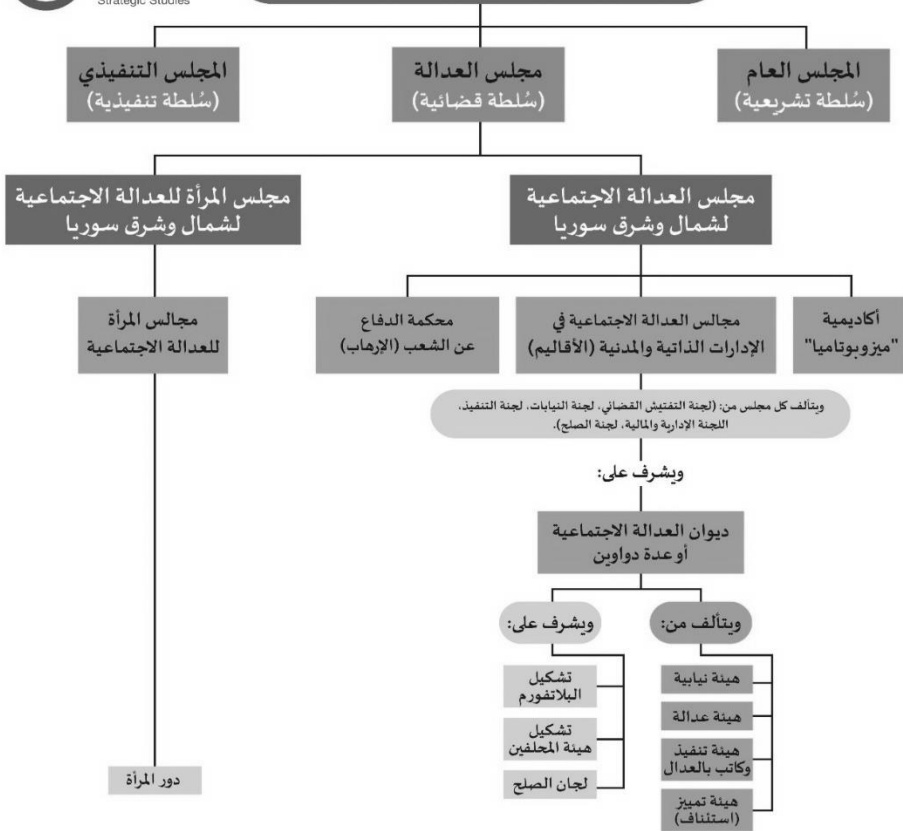 Strategic Studies
المجلس العام
(سُلطة تشريعية)
مجلس العدالة
(سُلطة قضائية)
المجلس التنفيذي
(سُلطة تنفيذية)
مجلس العدالة الاجتماعية
لشمال وشرق سوريا
مجلس المرأة للعدالة الاجتماعية
لشمال وشرق سوريا
أكاديمية
"ميزوبوتاميا"
مجالس العدالة الاجتماعية في
الإدارات الذاتية والمدنية (الأقاليم)
محكمة الدفاع
عن الشعب (الإرهاب)
مجالس المرأة
للعدالة الاجتماعية
ويتألف كل مجلس من: (لجنة التفتيش القضائي، لجنة النيابات، لجنة التنفيذ،
اللجنة الإدارية والمالية، لجنة الصلح).
ويشرف على:
ديوان العدالة الاجتماعية
أو عدة دواوين
ويتألف من:
هيئة نيابية
هيئة عدالة
هيئة تنفيذ
وكاتب بالعدال
هيئة تمييز
(استئناف)
ويشرف على:
تشكيل
البلاتفورم
تشكيل
هيئة المحلفين
لجان الصلح
دور المرأة